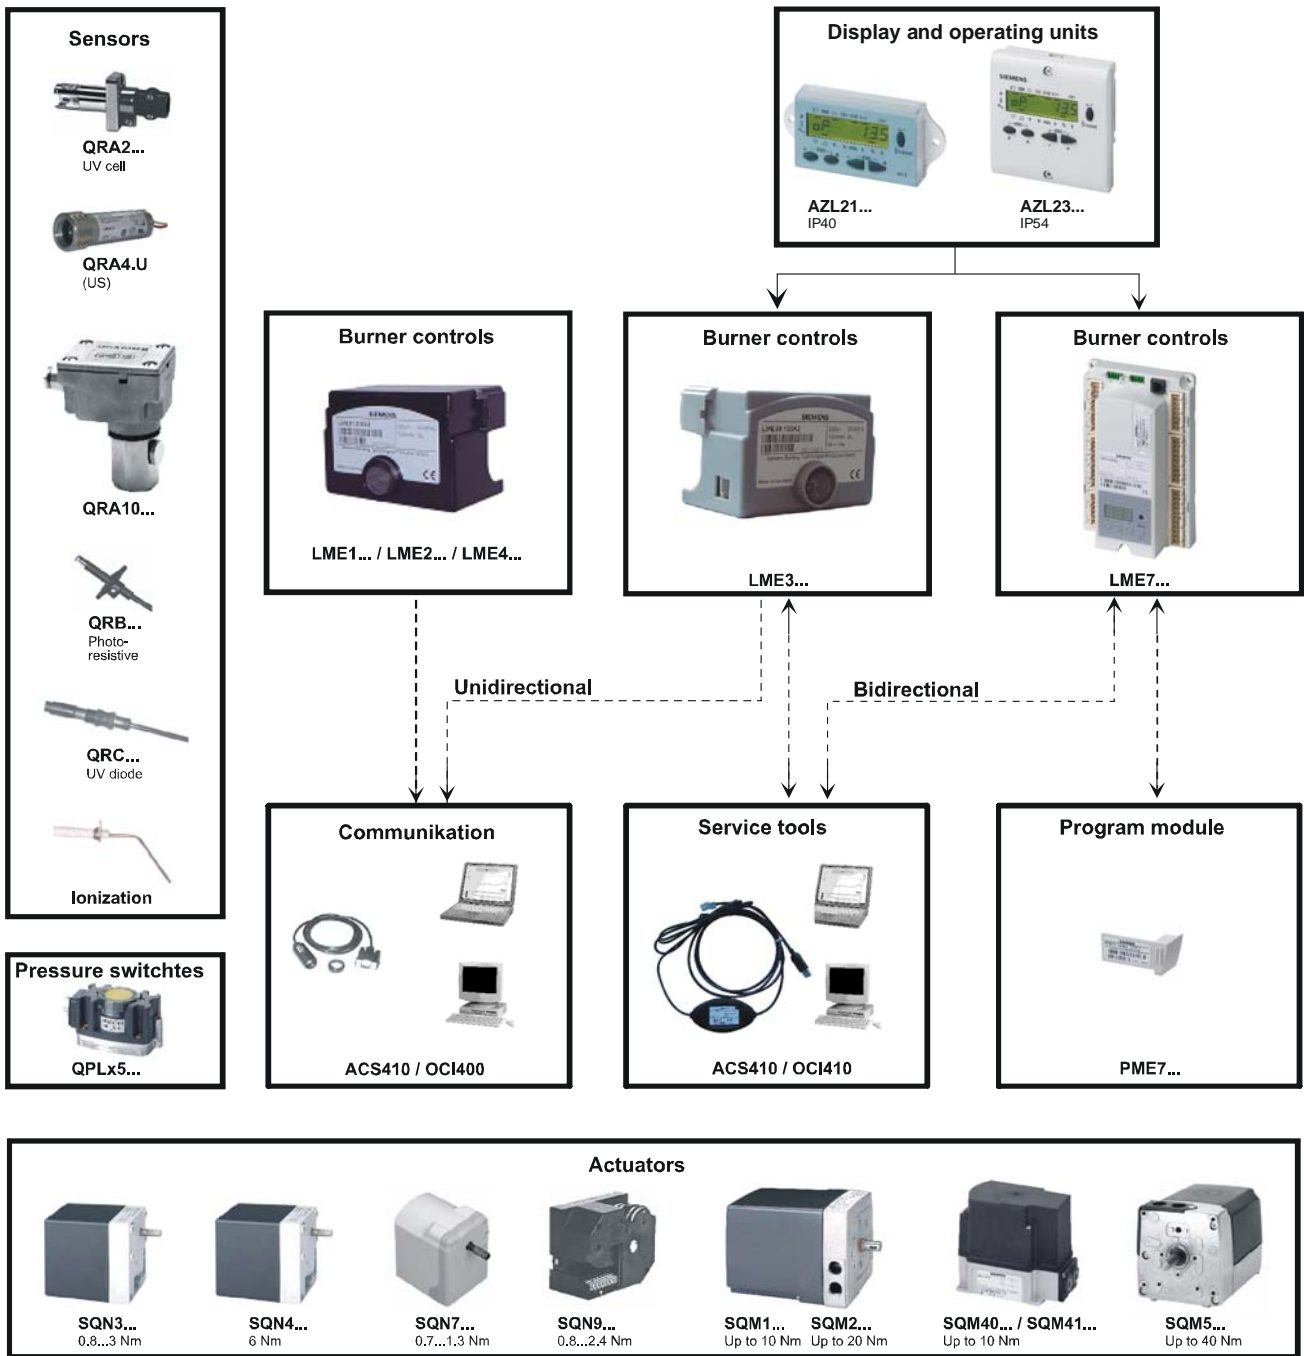 Sensors
QRA2...
UV cell
QRA4.U
(US)
QRA10...
QRB...
Photo-
resistive
QRC...
UV diode
Ionization
Pressure switchtes
QPLx5...
Display and operating units
SIEMENS
AZL21...
IP40
AZL23...
IP54
Burner controls
SIEMENS
LME1... / LME2... / LME4...
Burner controls
SIEMENS
LME3...
Burner controls
LME7...
Unidirectional
Bidirectional
Communikation
ACS410 / OCI400
Service tools
ACS410 / OCI410
Program module
PME7...
Actuators
SQN3...
0.8...3 Nm
SQN4...
6 Nm
SQN7...
0.7...1.3 Nm
SQN9...
0.8...2.4 Nm
SQM1...
Up to 10 Nm
SQM2...
Up to 20 Nm
SQM40... / SQM41...
Up to 10 Nm
SQM5...
Up to 40 Nm